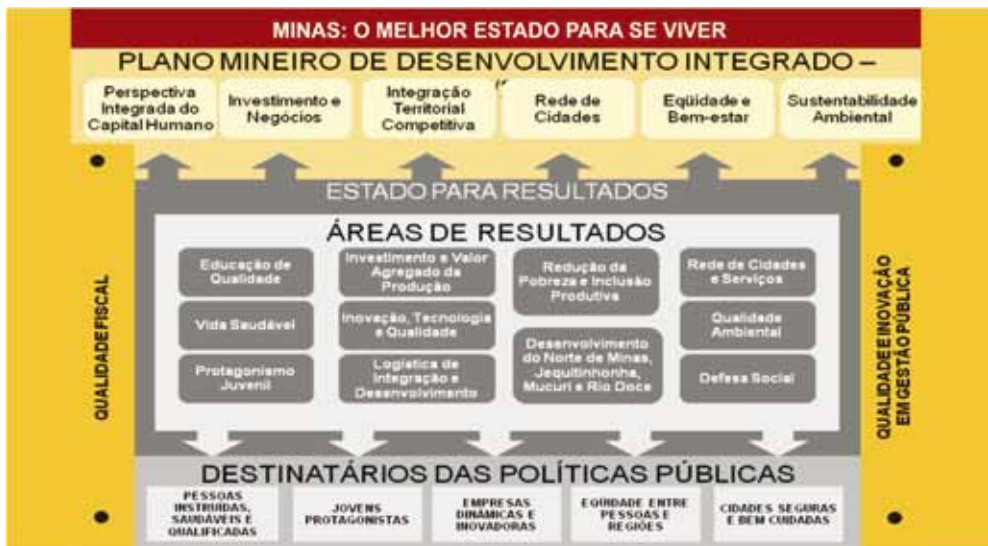 MINAS: O MELHOR ESTADO PARA SE VIVER
PLANO MINEIRO DE DESENVOLVIMENTO INTEGRADO –
Perspectiva
Integrada do
Capital Humano
Investimento e
Negócios
Integração
Territorial
Competitiva
Rede de
Cidades
Eqüidade e
Bem-estar
Sustentabilidade
Ambiental
ESTADO PARA RESULTADOS
ÁREAS DE RESULTADOS
Educação de
Qualidade
Vida Saudável
Protagonismo
Juvenil
Investimento e Valor
Agregado da
Produção
Inovação, Tecnologia
e Qualidade
Logística de
Integração e
Desenvolvimento
Redução da
Pobreza e Inclusão
Produtiva
Desenvolvimento
do Norte de Minas,
Jequitinhonha,
Mucuri e Rio Doce
Rede de Cidades
e Serviços
Qualidade
Ambiental
Defesa Social
QUALIDADE FISCAL
QUALIDADE E INOVAÇÃO
EM GESTÃO PÚBLICA
DESTINATÁRIOS DAS POLÍTICAS PÚBLICAS
PESSOAS
INSTRUÍDAS,
SAUDÁVEIS E
QUALIFICADAS
JOVENS
PROTAGONISTAS
EMPRESAS
DINÂMICAS E
INOVADORAS
EQÜIDADE ENTRE
PESSOAS E
REGIÕES
CIDADES SEGURAS
E BEM CUIDADAS